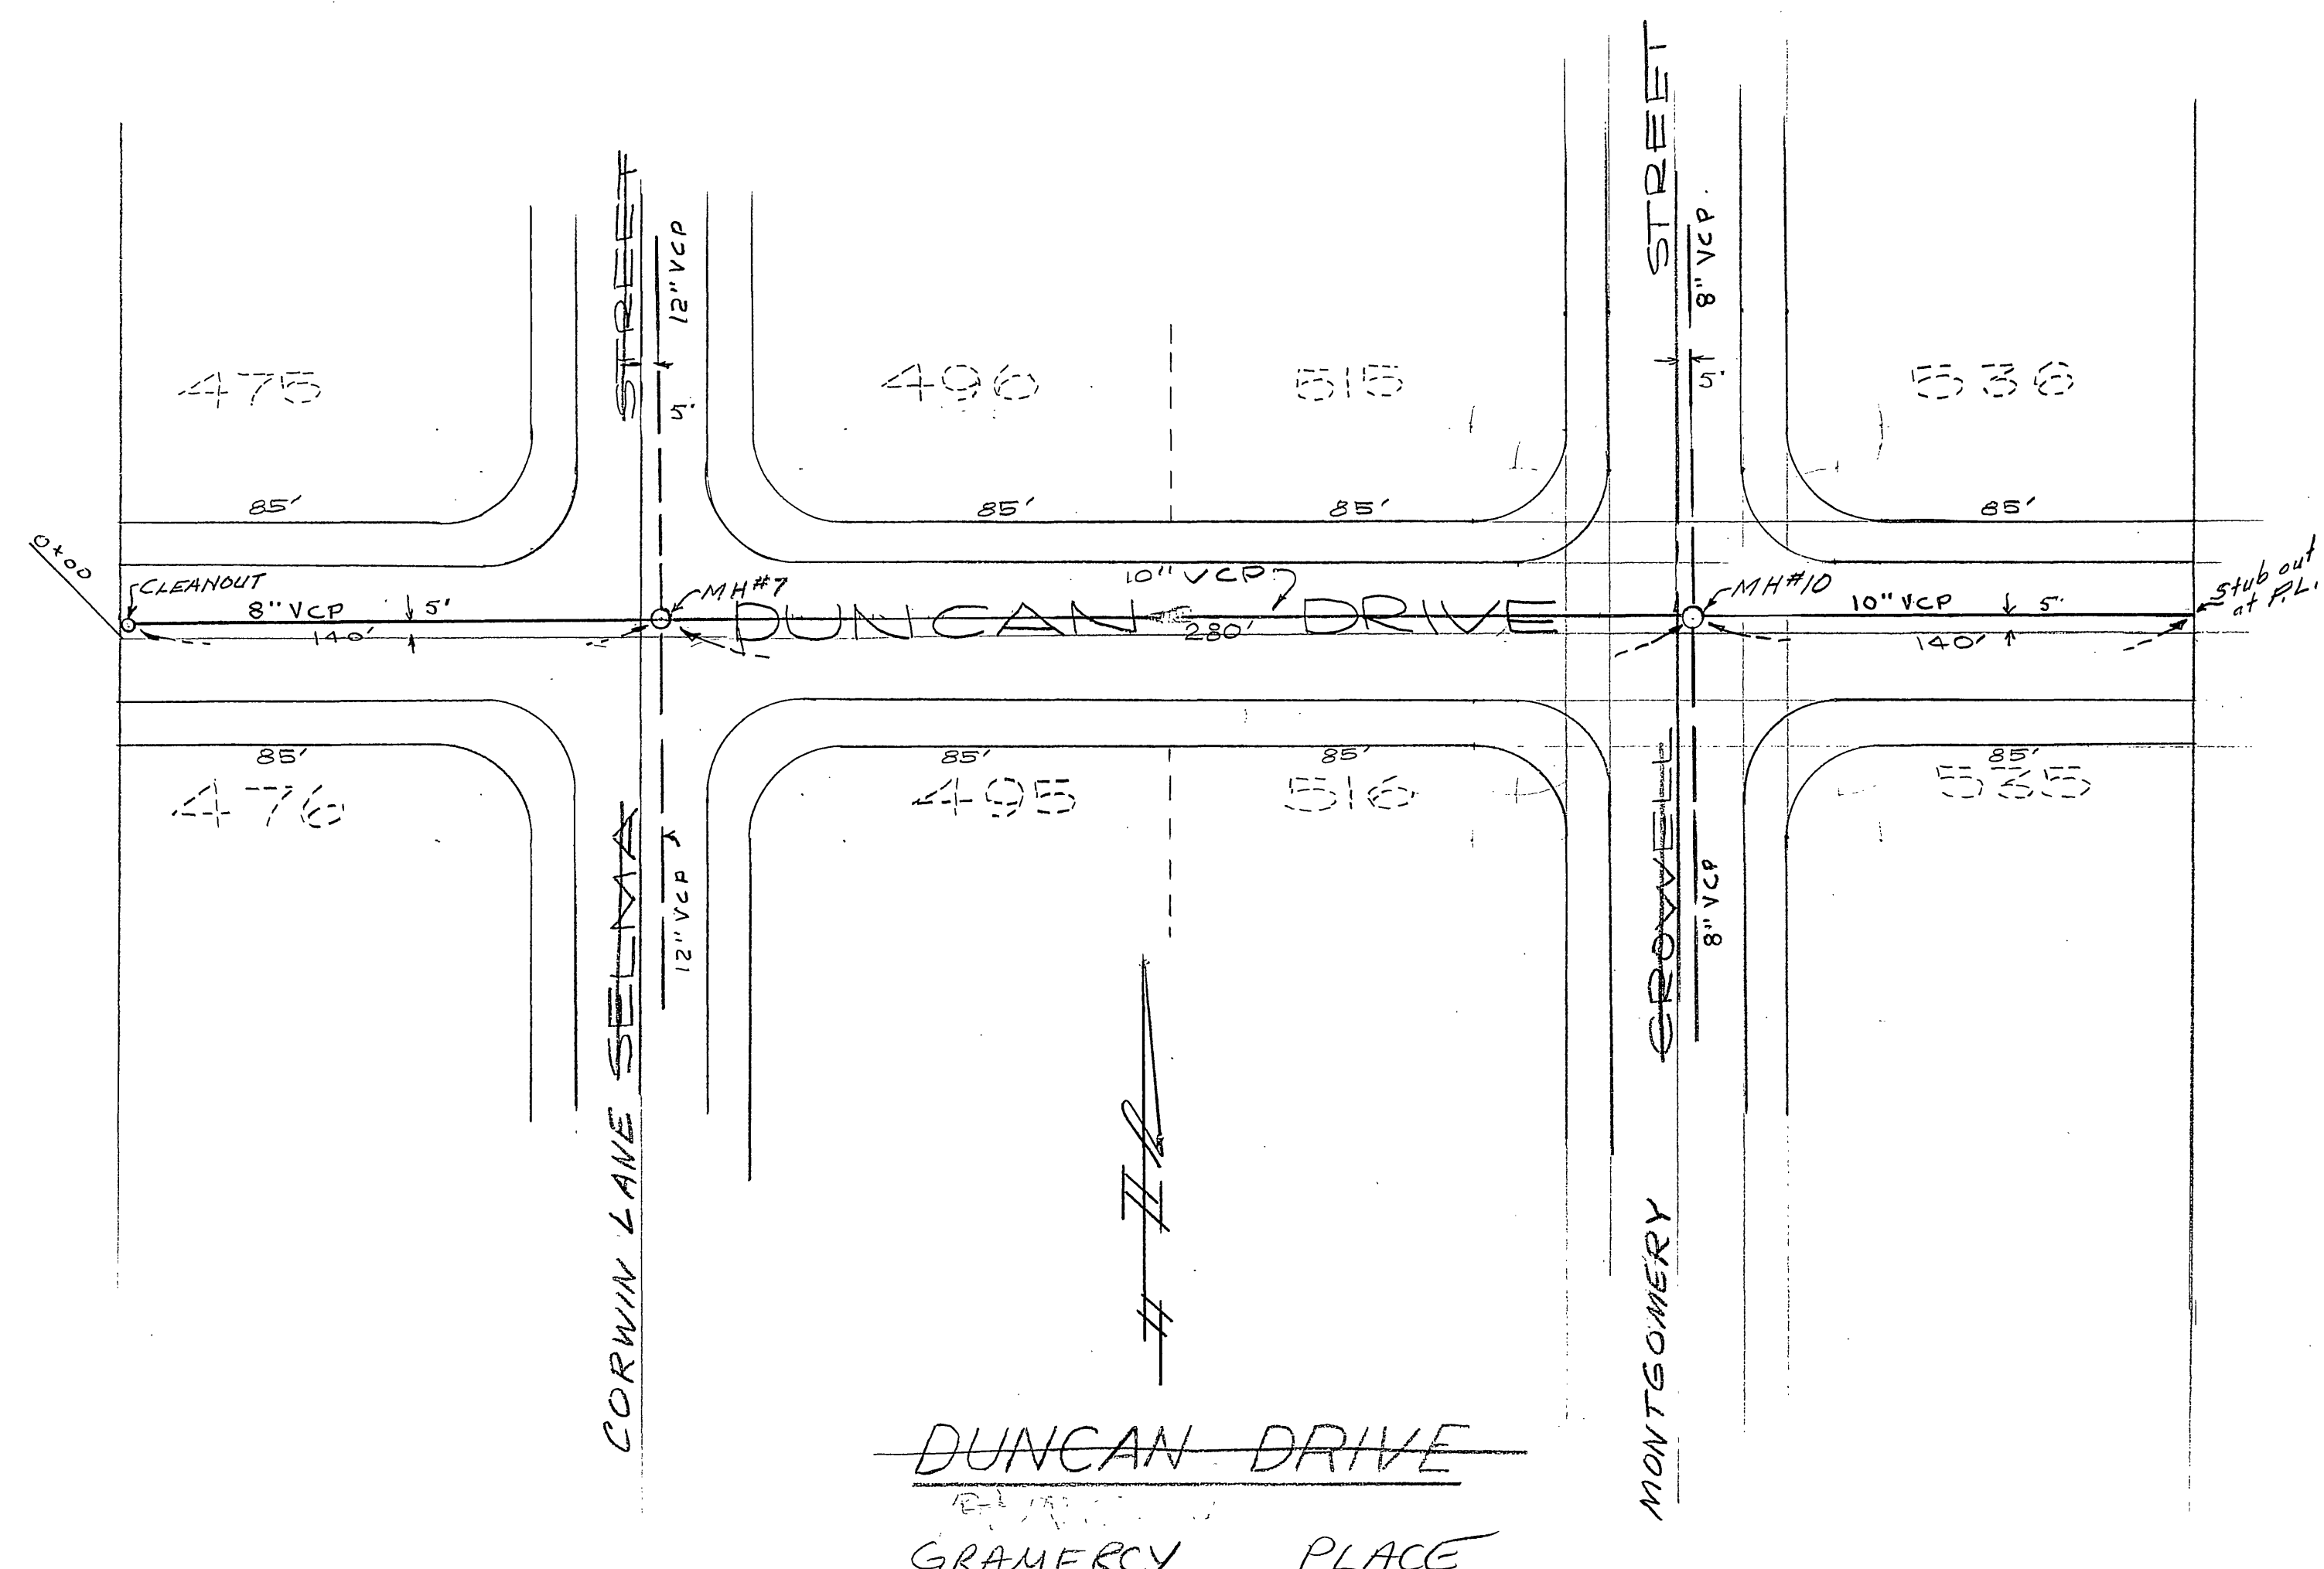 STREET
STREET
12" VCP
8" VCP
475
496
515
536
5'
5'
85'
85'
85'
85'
0+00
CLEANOUT
8" VCP
5'
140'
MH#7
10" VCP
DUNCAN DRIVE
280'
MH#10
10" VCP
5'
140'
Stub out
at P.L.
85'
85'
85'
85'
476
495
516
535
12" VCP
8" VCP
SELMA
CROWELL
CORWIN LANE
MONTGOMERY
DUNCAN DRIVE
GRAMERCY PLACE